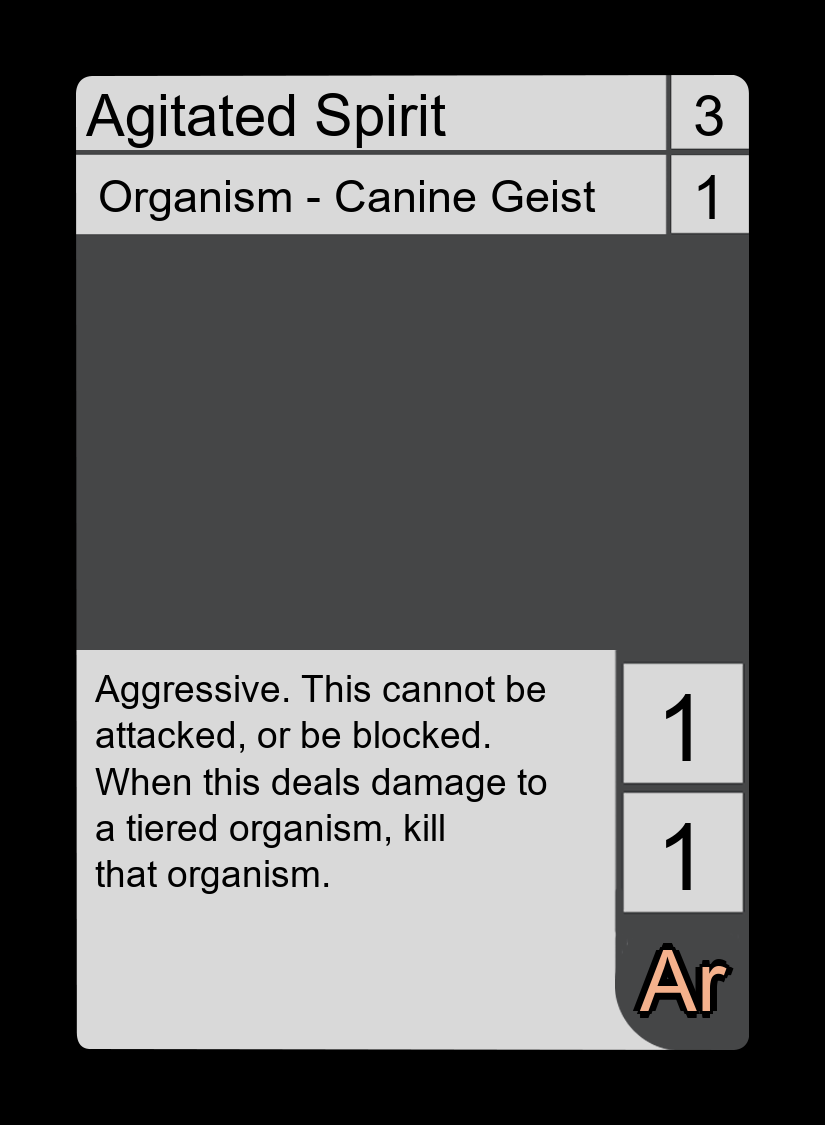 Agitated Spirit 3
Organism - Canine Geist 1
Aggressive. This cannot be
attacked, or be blocked.
When this deals damage to
a tiered organism, kill
that organism.
1
1
Ar